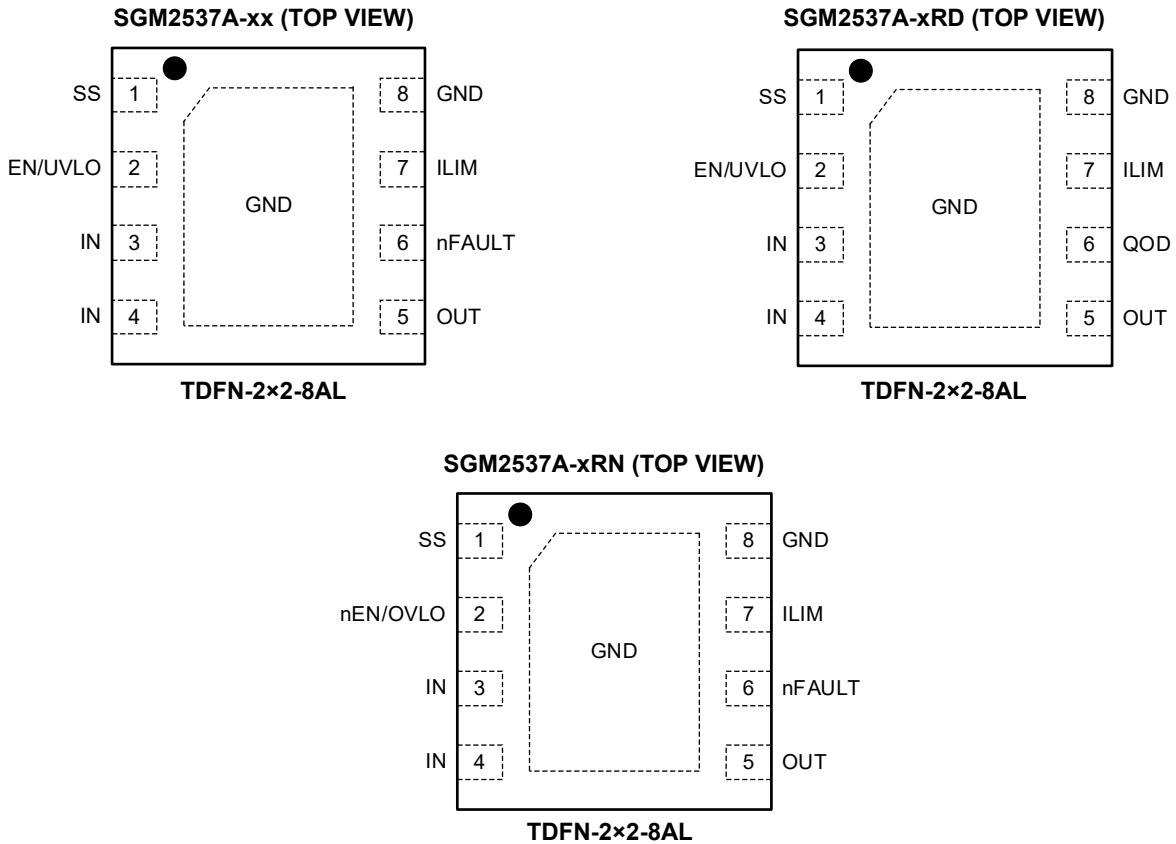 SGM2537A-xx (TOP VIEW)
SS 1 8 GND
EN/UVLO 2 7 ILIM
GND
IN 3 6 nFAULT
IN 4 5 OUT
TDFN-2×2-8AL
SGM2537A-xRD (TOP VIEW)
SS 1 8 GND
EN/UVLO 2 7 ILIM
GND
IN 3 6 QOD
IN 4 5 OUT
TDFN-2×2-8AL
SGM2537A-xRN (TOP VIEW)
SS 1 8 GND
nEN/OVLO 2 7 ILIM
GND
IN 3 6 nFAULT
IN 4 5 OUT
TDFN-2×2-8AL